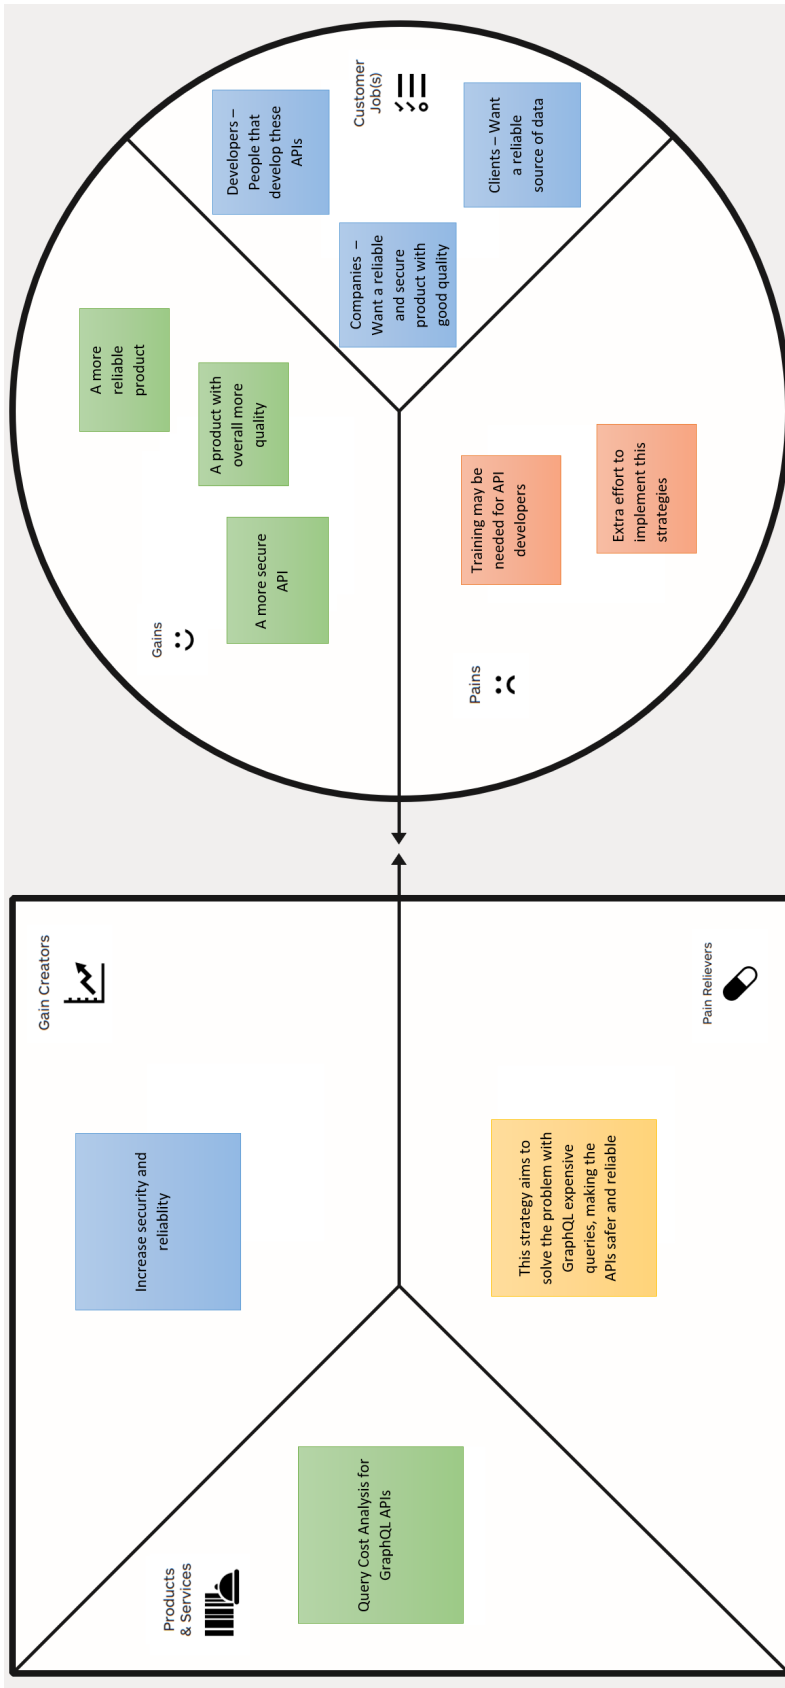 Products
& Services
Query Cost Analysis for
GraphQL APIs
Gain Creators
Increase security and
reliablity
This strategy aims to
solve the problem with
GraphQL expensive
queries, making the
APIs safer and reliable
Pain Relievers
Gains
A more secure
API
A product with
overall more
quality
A more
reliable
product
Pains
Training may be
needed for API
developers
Extra effort to
implement this
strategies
Customer
Job(s)
Developers –
People that
develop these
APIs
Companies –
Want a reliable
and secure
product with
good quality
Clients – Want
a reliable
source of data